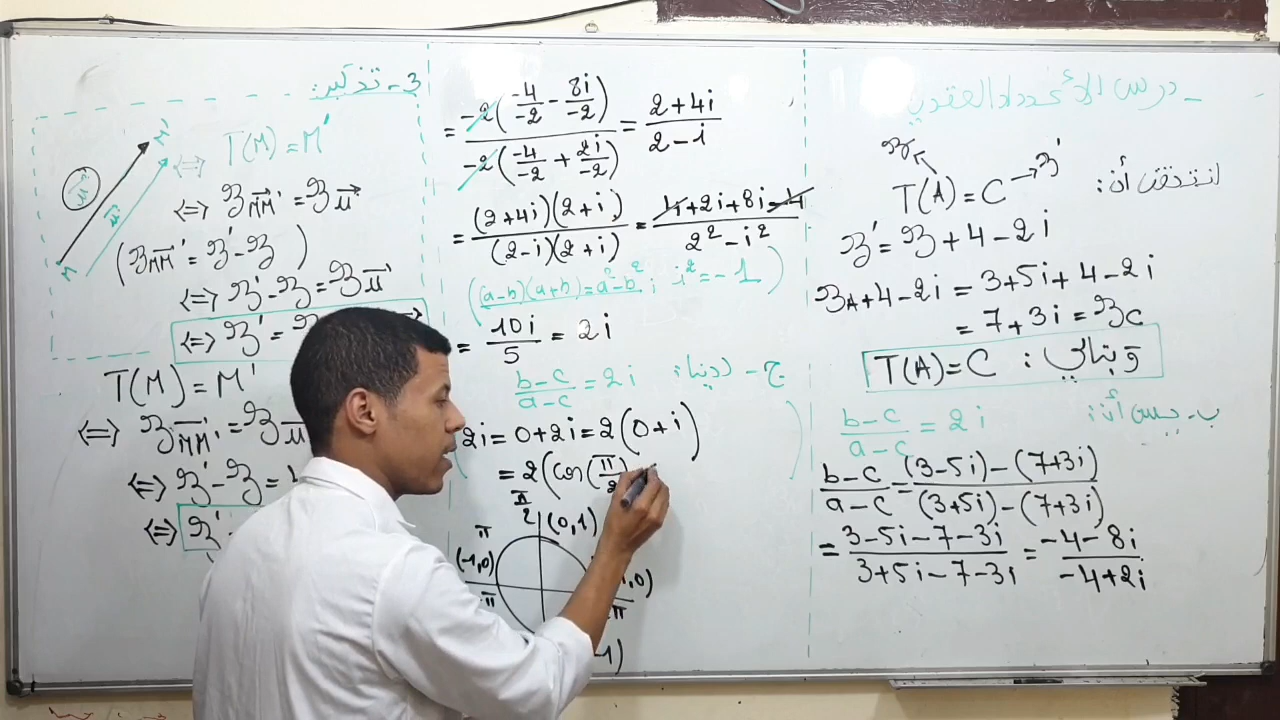 درس الأعداد العقدية -
لنتحقق أن:
z
T(A) = C → z'
z' = z + 4 - 2i
z_A + 4 - 2i = 3 + 5i + 4 - 2i
= 7 + 3i = z_C
وبالتالي : T(A) = C
ب- يبين أن: (b-c)/(a-c) = 2i
(b-c)/(a-c) = ((3-5i)-(7+3i))/((3+5i)-(7+3i))
= (3-5i-7-3i)/(3+5i-7-3i) = (-4-8i)/(-4+2i)
= (-2(-4/-2 - 8i/-2))/(-2(-4/-2 + 2i/-2)) = (2+4i)/(2-i)
= ((2+4i)(2+i))/((2-i)(2+i)) = (4+2i+8i-4)/(2²-i²)
((a-b)(a+b)=a²-b² ; i²=-1)
= 10i/5 = 2i
ج- لدينا: (b-c)/(a-c) = 2i
2i = 0+2i = 2(0+i)
= 2(cos(π/2)
π/2
(0,1)
π
(-1,0)
-π
,0)
-1)
3- تذكير:
T(M) = M'
⇔ z_MM' = z_u
(z_MM' = z' - z)
⇔ z' - z = z_u
⇔ z' = z
T(M) = M'
⇔ z_MM' = z_u
⇔ z' - z =
⇔ z'